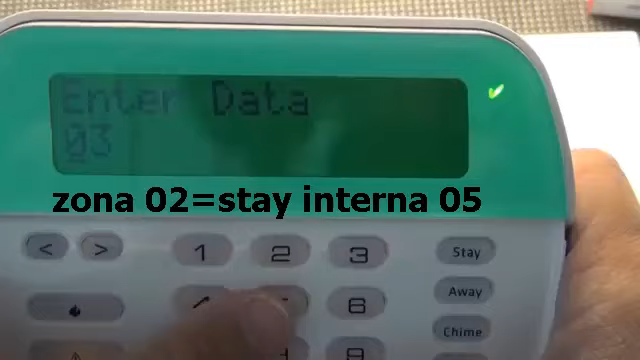 Enter Data
03
zona 02=stay interna 05
< > 1 2 3 Stay
6 Away
Chime